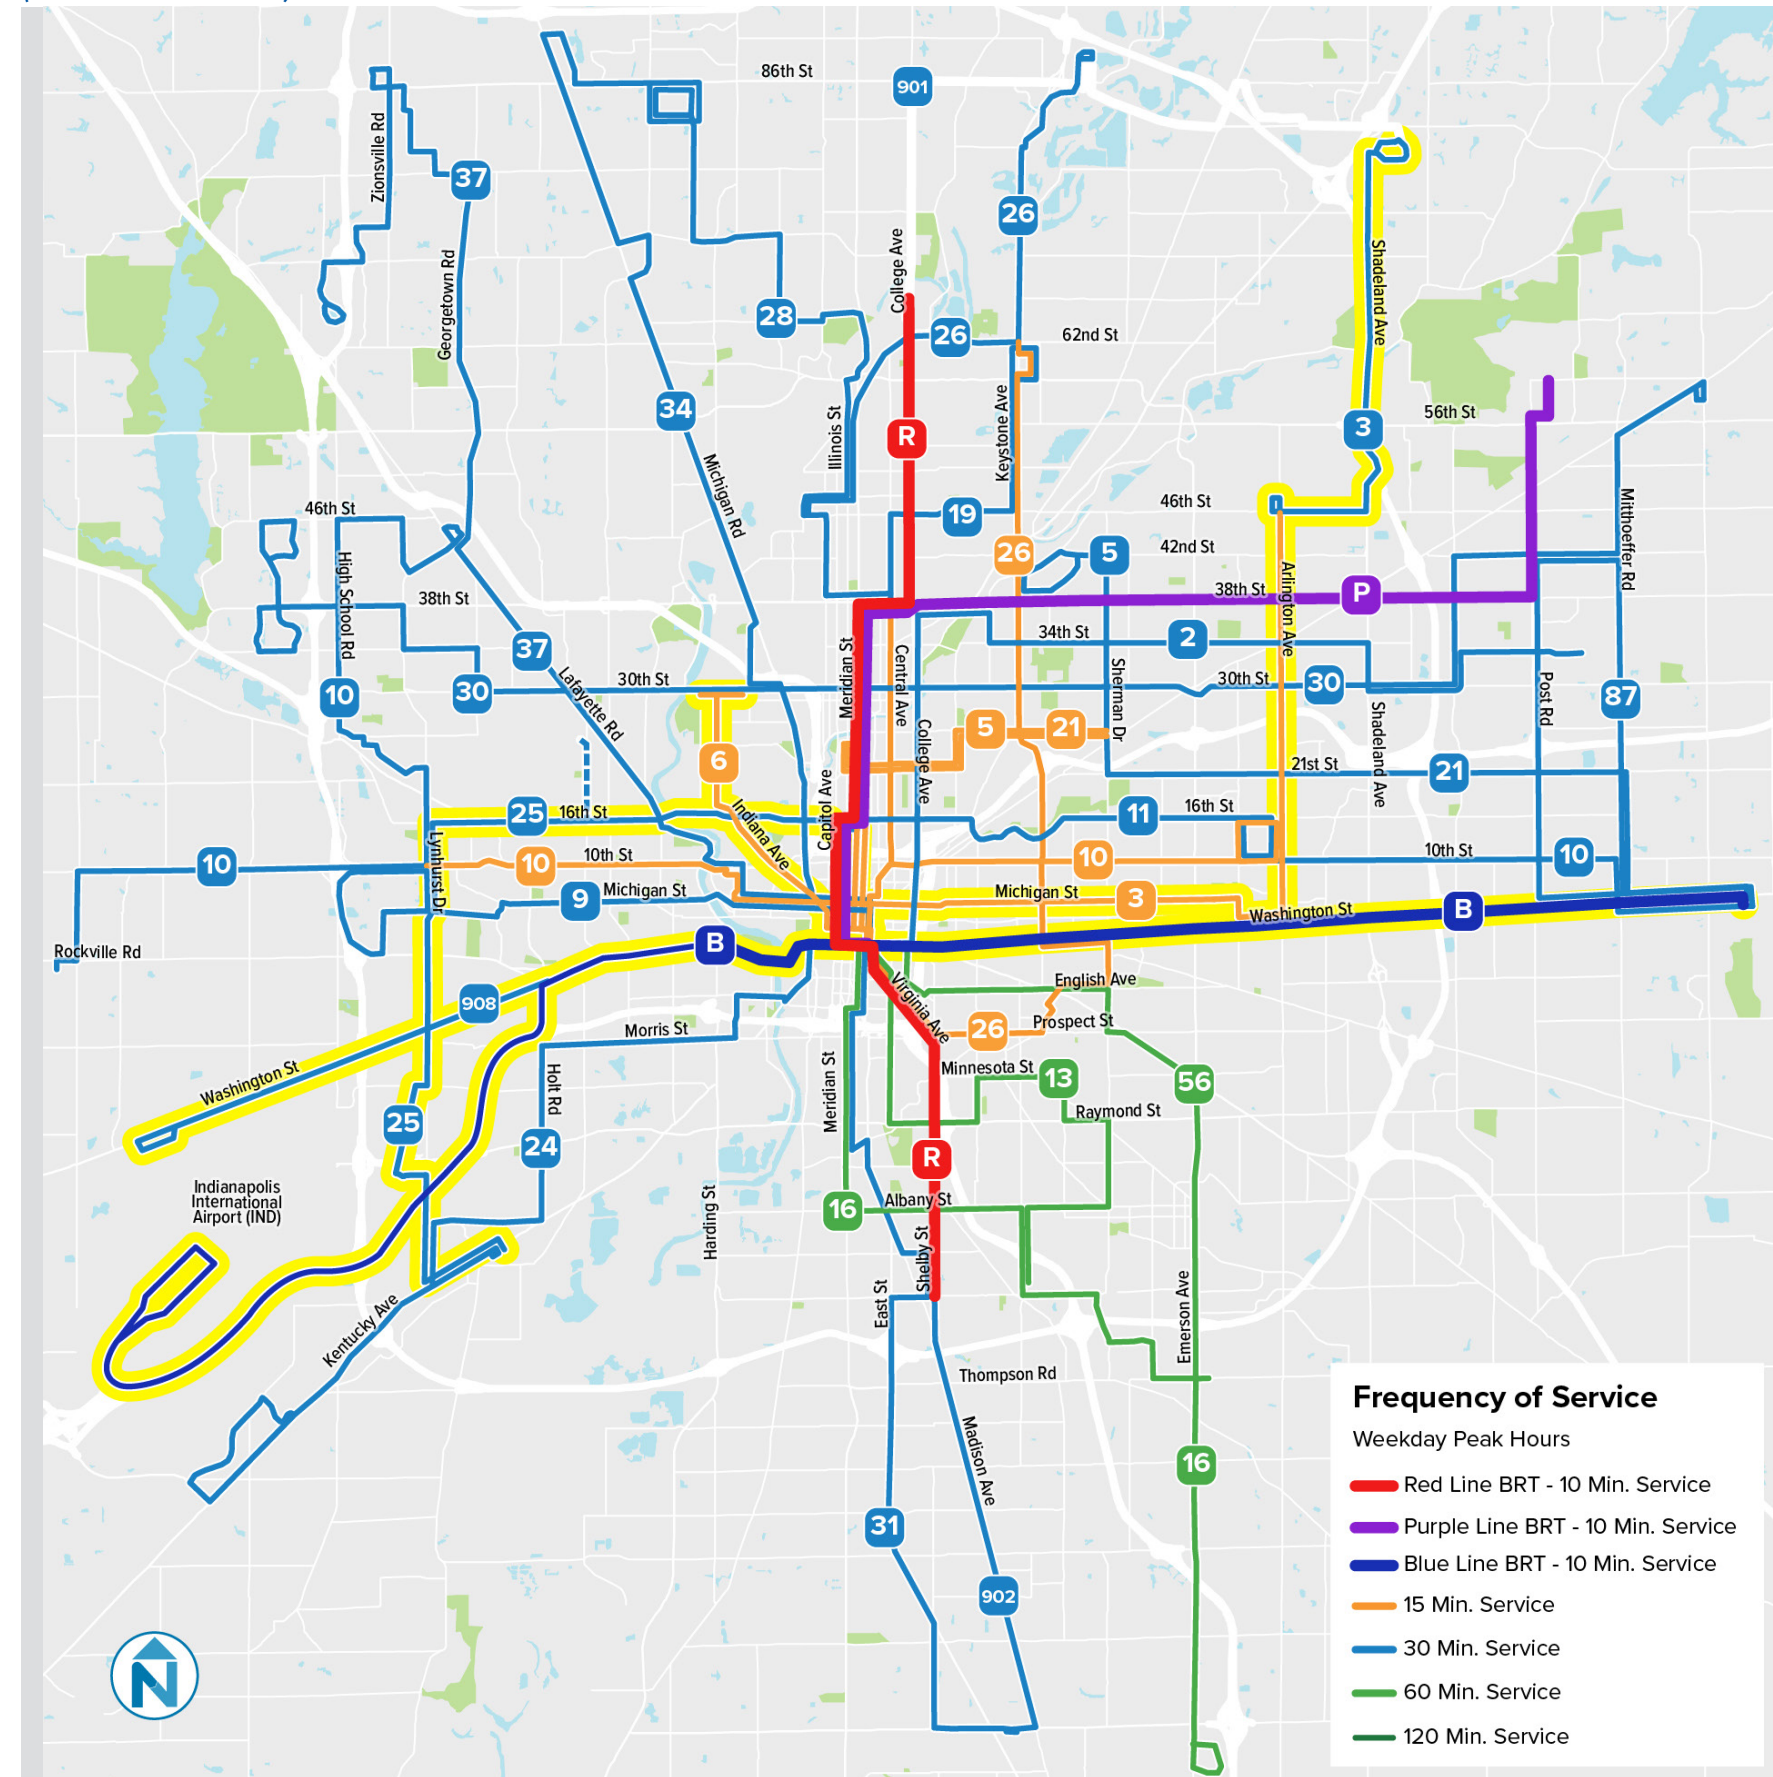 86th St
901
Zionsville Rd
37
26
Georgetown Rd
College Ave
Shadeland Ave
28
26
62nd St
34
Illinois St
R
Keystone Ave
3
56th St
Michigan Rd
46th St
19
46th St
Mitthoeffer Rd
26
5
42nd St
High School Rd
38th St
38th St
P
Arlington Ave
37
Meridian St
Central Ave
34th St
2
Sherman Dr
10
30
Lafayette Rd
30th St
30th St
30
Post Rd
87
Shadeland Ave
College Ave
5
21
6
Capitol Ave
21st St
21
25
16th St
Indiana Ave
11
16th St
Lynhurst Dr
10
10
10th St
10
10th St
10
9
Michigan St
Michigan St
3
Washington St
B
Rockville Rd
B
Virginia Ave
English Ave
908
Morris St
26
Prospect St
Washington St
Holt Rd
Meridian St
Minnesota St
13
56
25
24
Raymond St
R
Indianapolis
International
Airport (IND)
Harding St
16
Albany St
Shelby St
East St
Emerson Ave
Kentucky Ave
Thompson Rd
Madison Ave
16
31
902
N
Frequency of Service
Weekday Peak Hours
Red Line BRT - 10 Min. Service
Purple Line BRT - 10 Min. Service
Blue Line BRT - 10 Min. Service
15 Min. Service
30 Min. Service
60 Min. Service
120 Min. Service